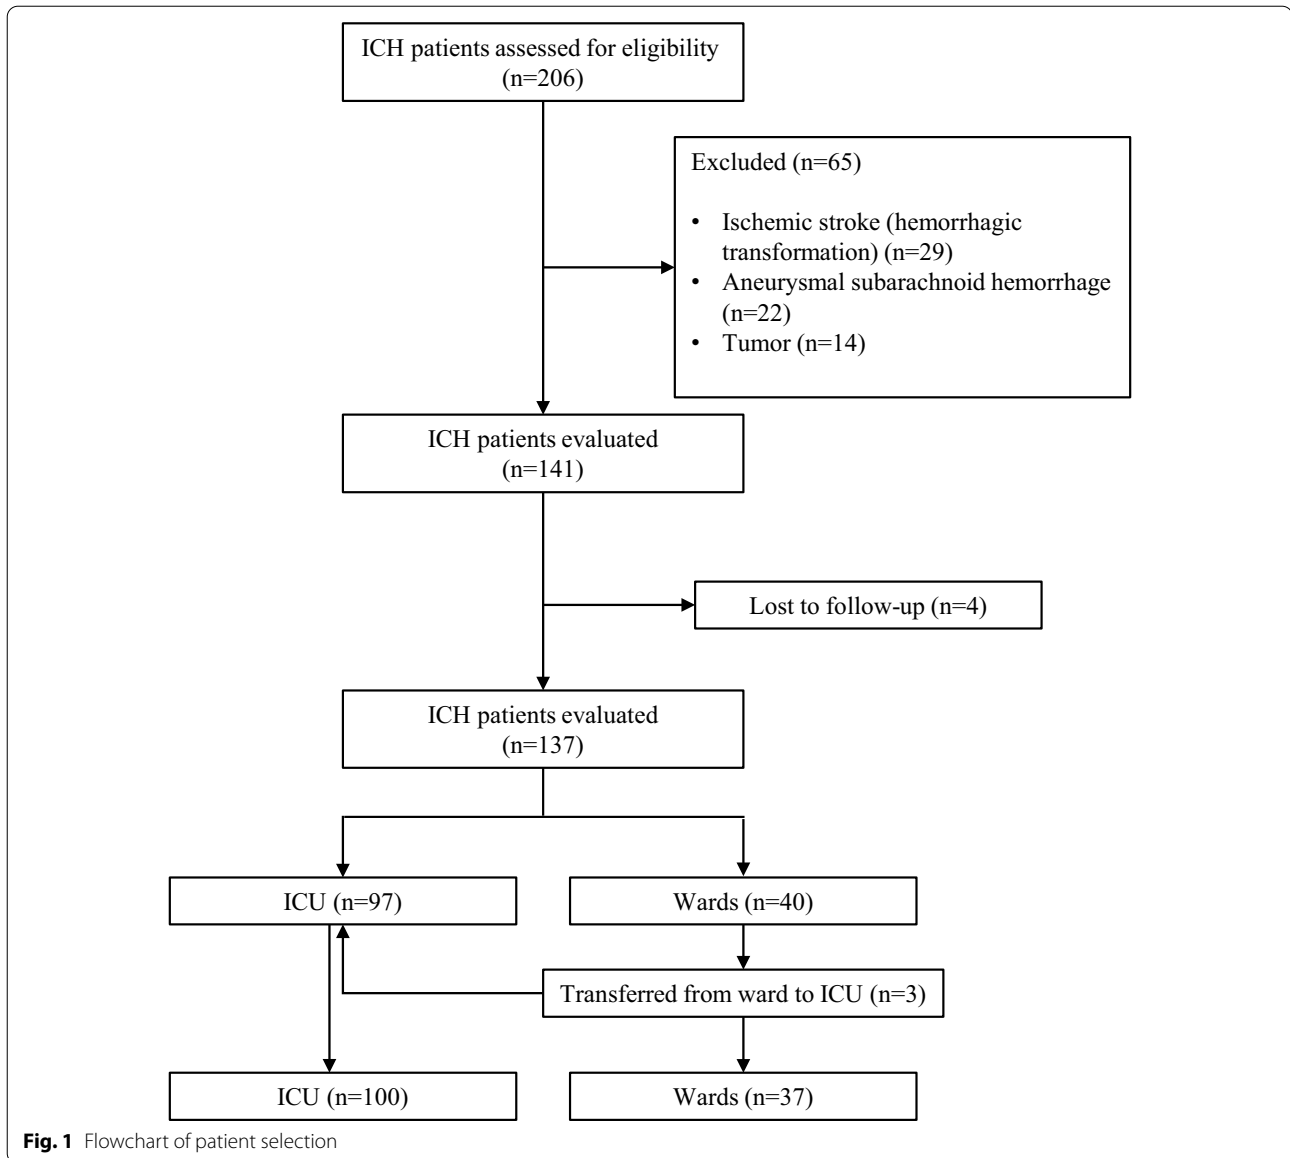 ICH patients assessed for eligibility
(n=206)
Excluded (n=65)
• Ischemic stroke (hemorrhagic
transformation) (n=29)
• Aneurysmal subarachnoid hemorrhage
(n=22)
• Tumor (n=14)
ICH patients evaluated
(n=141)
Lost to follow-up (n=4)
ICH patients evaluated
(n=137)
ICU (n=97)
Wards (n=40)
Transferred from ward to ICU (n=3)
ICU (n=100)
Wards (n=37)
Fig. 1 Flowchart of patient selection